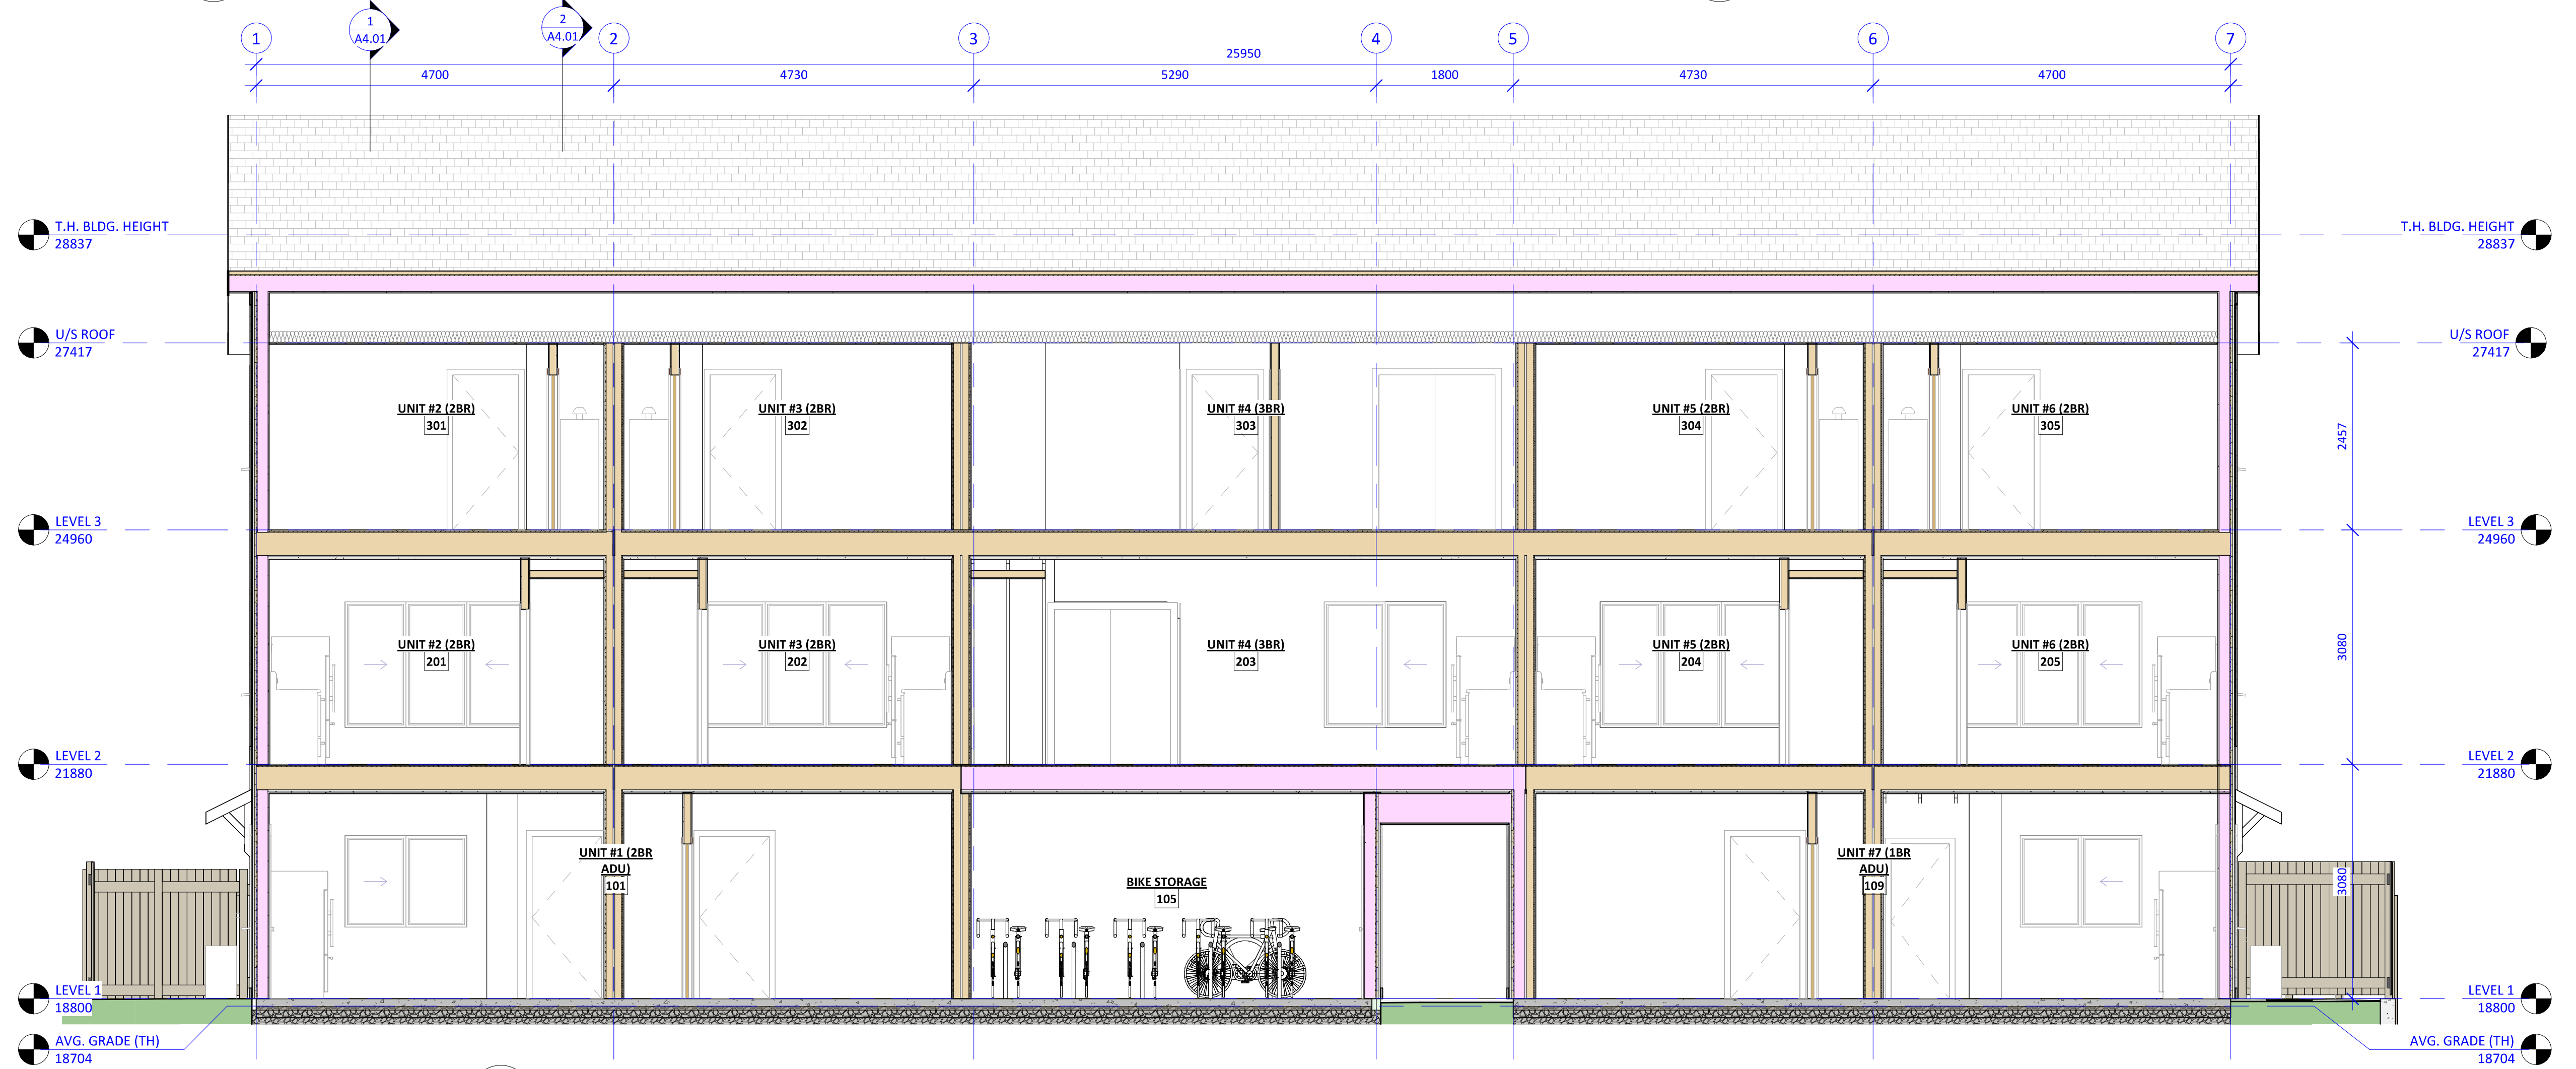 1
A4.01
2
A4.01
1
2
3
4
5
6
7
25950
4700
4730
5290
1800
4730
4700
T.H. BLDG. HEIGHT
28837
T.H. BLDG. HEIGHT
28837
U/S ROOF
27417
U/S ROOF
27417
UNIT #2 (2BR)
301
UNIT #3 (2BR)
302
UNIT #4 (3BR)
303
UNIT #5 (2BR)
304
UNIT #6 (2BR)
305
2457
LEVEL 3
24960
LEVEL 3
24960
UNIT #2 (2BR)
201
UNIT #3 (2BR)
202
UNIT #4 (3BR)
203
UNIT #5 (2BR)
204
UNIT #6 (2BR)
205
3080
LEVEL 2
21880
LEVEL 2
21880
UNIT #1 (2BR
ADU)
101
BIKE STORAGE
105
UNIT #7 (1BR
ADU)
109
3080
LEVEL 1
18800
LEVEL 1
18800
AVG. GRADE (TH)
18704
AVG. GRADE (TH)
18704